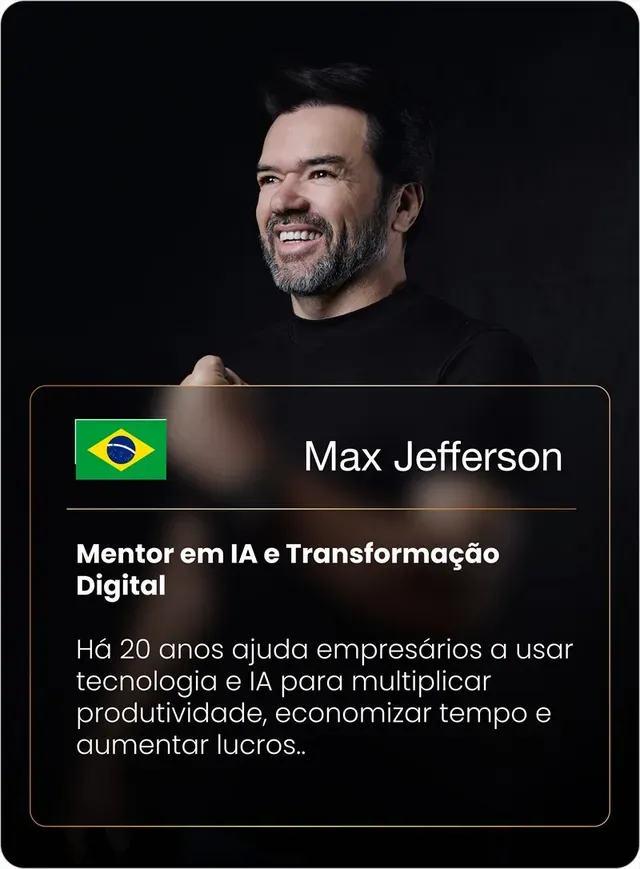 Max Jefferson
Mentor em IA e Transformação
Digital
Há 20 anos ajuda empresários a usar
tecnologia e IA para multiplicar
produtividade, economizar tempo e
aumentar lucros..